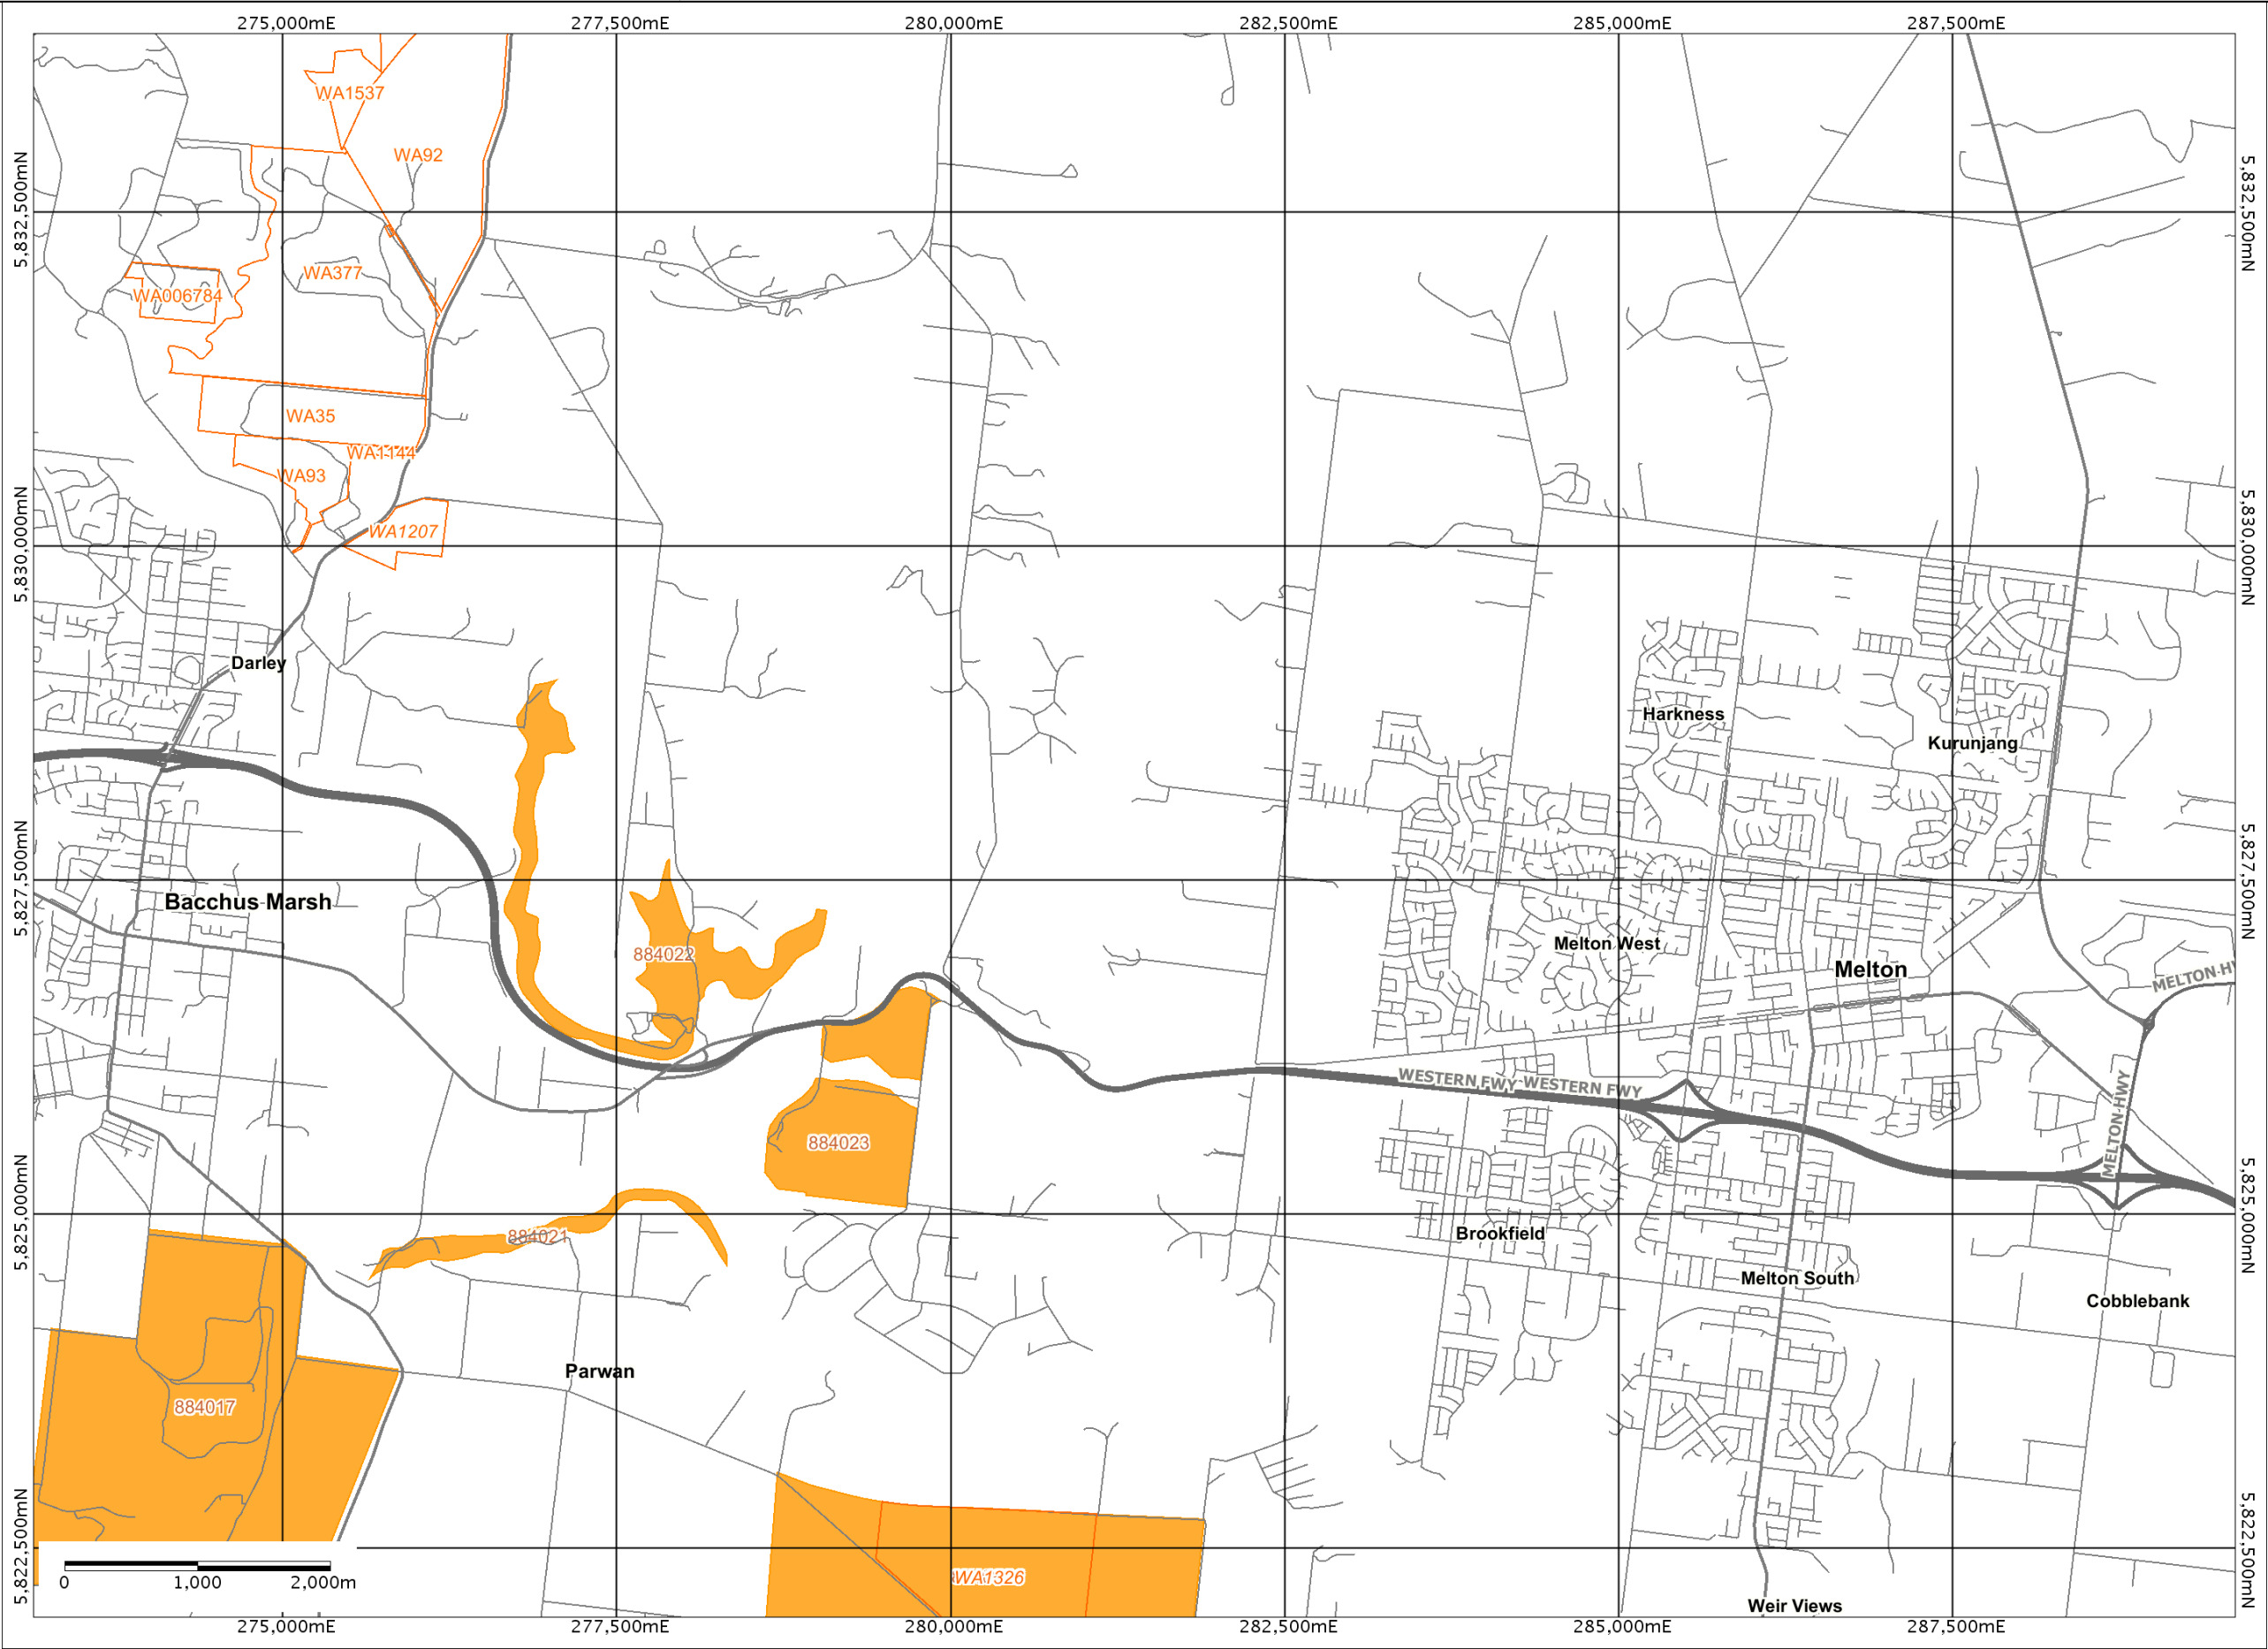 275,000mE 277,500mE 280,000mE 282,500mE 285,000mE 287,500mE
WA1537
WA92
5,832,500mN
5,832,500mN
WA377
WA006784
WA35
WA1144
WA93
WA1207
5,830,000mN
5,830,000mN
Darley
Harkness
Kurunjang
5,827,500mN
5,827,500mN
Bacchus Marsh
884022
Melton West
Melton
MELTON HW
WESTERN FWY WESTERN FWY
MELTON HWY
884023
5,825,000mN
5,825,000mN
884021
Brookfield
Melton South
Cobblebank
Parwan
884017
5,822,500mN
5,822,500mN
WA1326
0 1,000 2,000m
Weir Views
275,000mE 277,500mE 280,000mE 282,500mE 285,000mE 287,500mE